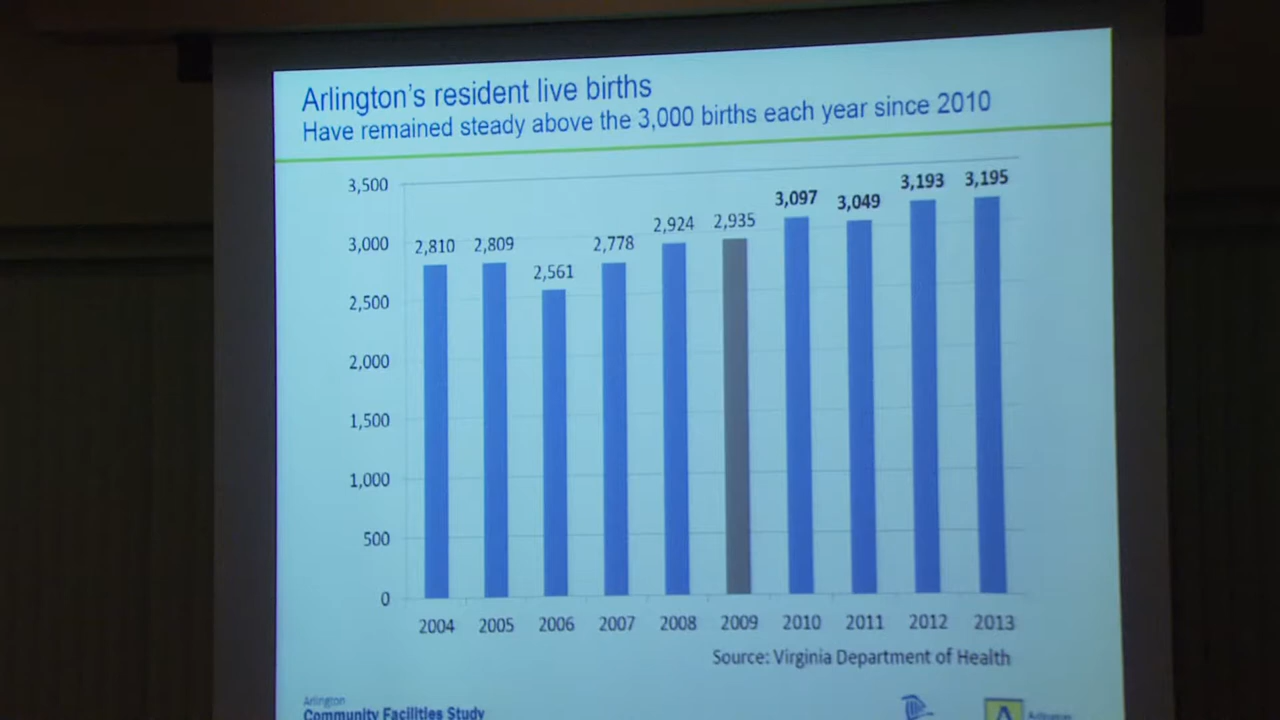 Arlington's resident live births
Have remained steady above the 3,000 births each year since 2010
3,500
3,000
2,500
2,000
1,500
1,000
500
0
2,810
2,809
2,561
2,778
2,924
2,935
3,097
3,049
3,193
3,195
2004 2005 2006 2007 2008 2009 2010 2011 2012 2013
Source: Virginia Department of Health
Arlington
Community Facilities Study
A Arlington